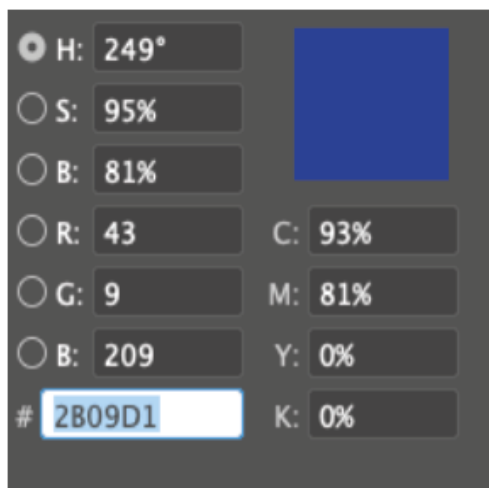 H: 249°
S: 95%
B: 81%
R: 43 C: 93%
G: 9 M: 81%
B: 209 Y: 0%
# 2B09D1 K: 0%